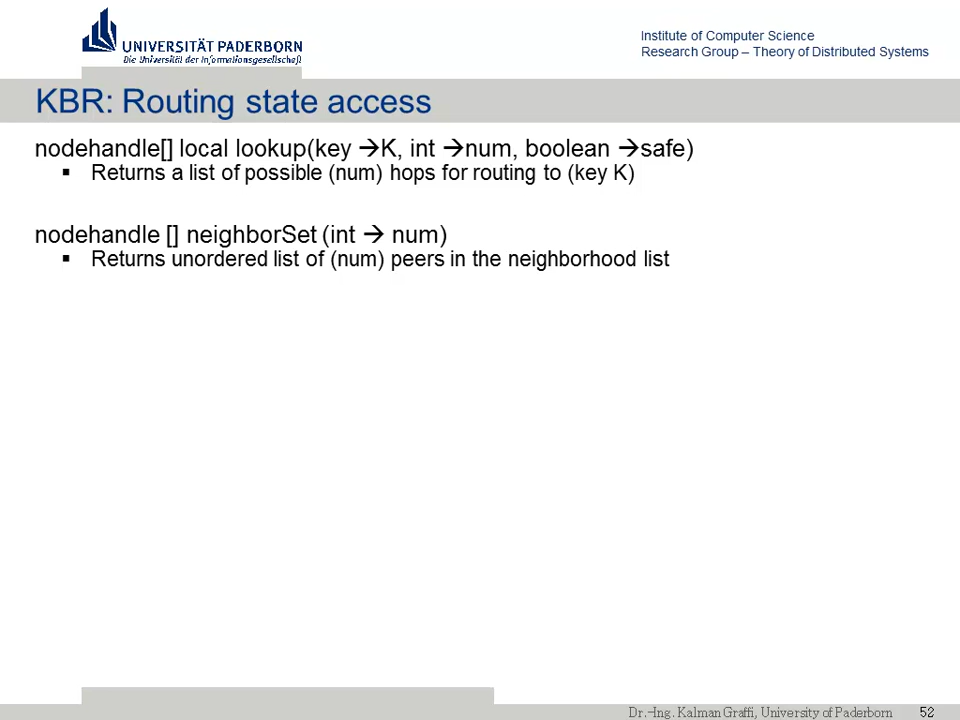 UNIVERSITÄT PADERBORN
Die Universität der Informationsgesellschaft
Institute of Computer Science
Research Group – Theory of Distributed Systems
KBR: Routing state access
nodehandle[] local lookup(key →K, int →num, boolean →safe)
▪ Returns a list of possible (num) hops for routing to (key K)
nodehandle [] neighborSet (int → num)
▪ Returns unordered list of (num) peers in the neighborhood list
Dr.-Ing. Kalman Graffi, University of Paderborn 52